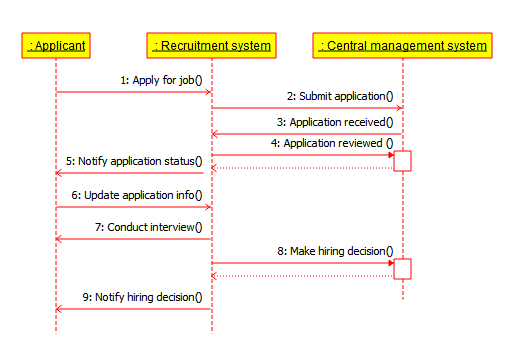 : Applicant
: Recruitment system
: Central management system
1: Apply for job()
2: Submit application()
3: Application received()
4: Application reviewed ()
5: Notify application status()
6: Update application info()
7: Conduct interview()
8: Make hiring decision()
9: Notify hiring decision()